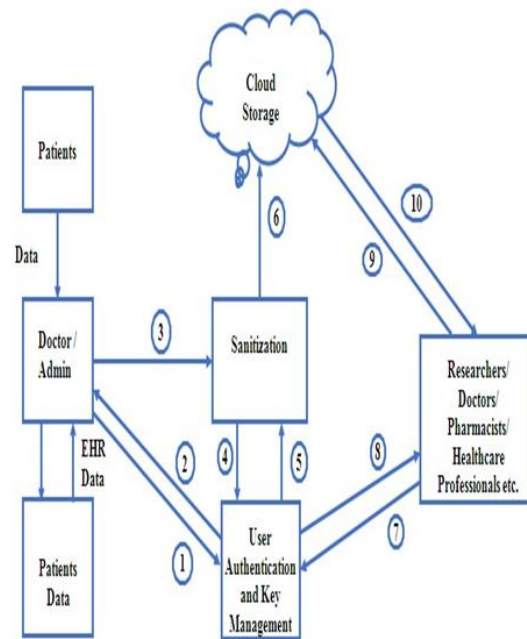 Cloud
Storage
Patients
10
6
9
Data
3
Doctor /
Admin
Sanitization
Researchers/
Doctors/
Pharmacists/
Healthcare
Professionals etc.
EHR
Data
2
4
5
8
Patients
Data
1
User
Authentication
and Key
Management
7